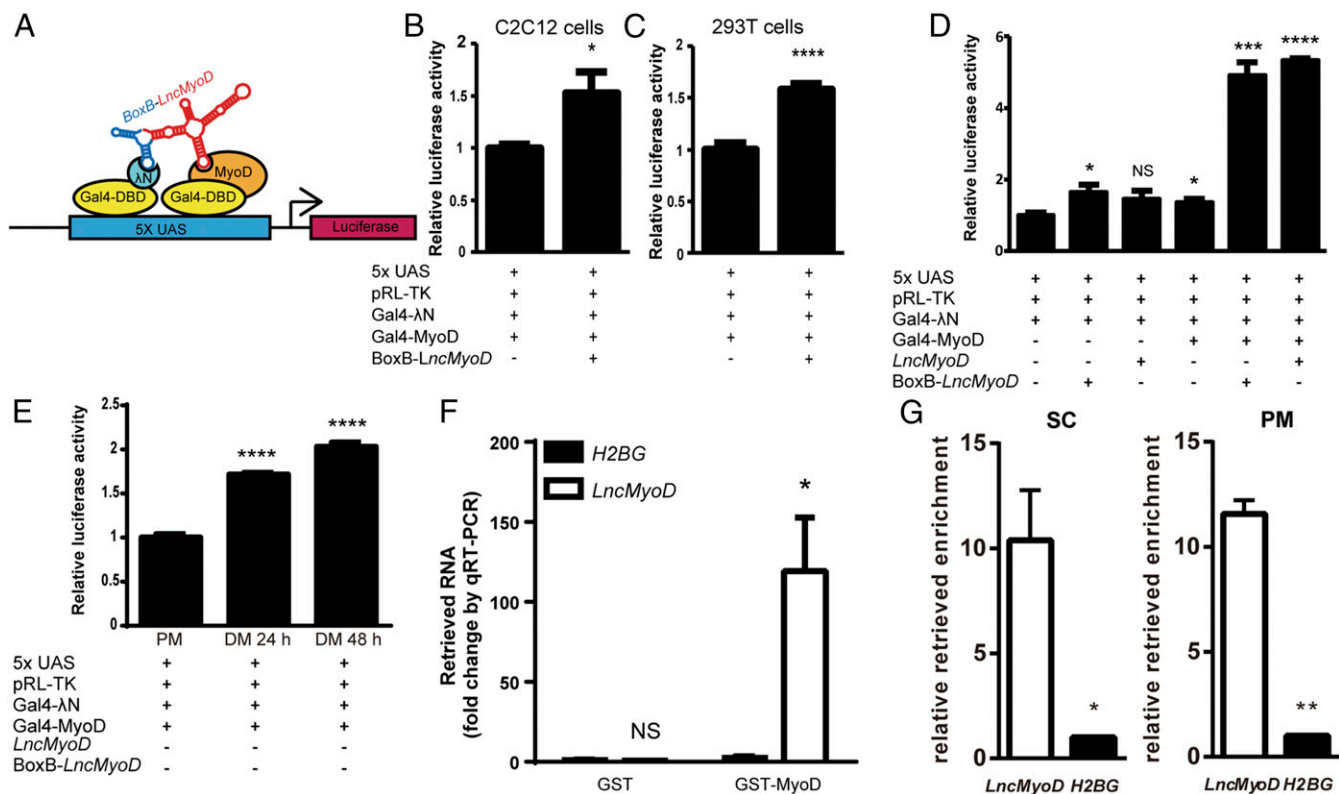 A
BoxB-LncMyoD
λN
MyoD
Gal4-DBD
Gal4-DBD
5X UAS
Luciferase
B
C2C12 cells
Relative luciferase activity
2
1.5
1
0.5
0
*
5x UAS + +
pRL-TK + +
Gal4-λN + +
Gal4-MyoD + +
BoxB-LncMyoD - +
C
293T cells
Relative luciferase activity
2
1.5
1
0.5
0
****
+ +
+ +
+ +
+ +
- +
D
Relative luciferase activity
6
4
2
0
* NS * *** ****
5x UAS + + + + + +
pRL-TK + + + + + +
Gal4-λN + + + + + +
Gal4-MyoD - - - + + +
LncMyoD - - + - - +
BoxB-LncMyoD - + - - + -
E
Relative luciferase activity
2.5
2
1.5
1
0.5
0
**** ****
PM DM 24 h DM 48 h
5x UAS + + +
pRL-TK + + +
Gal4-λN + + +
Gal4-MyoD + + +
LncMyoD - - -
BoxB-LncMyoD - - -
F
Retrieved RNA
(fold change by qRT-PCR)
200
150
100
50
0
H2BG
LncMyoD
NS
*
GST GST-MyoD
G
SC
relative retrieved enrichment
15
10
5
0
*
LncMyoD H2BG
PM
relative retrieved enrichment
15
10
5
0
**
LncMyoD H2BG